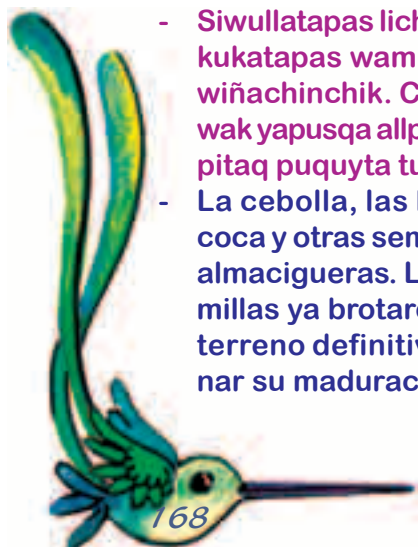 - Siwullatapas lich
kukatapas wam
wiñachinchik. C
wak yapusqa allp
pitaq puquyta tu
- La cebolla, las
coca y otras sem
almacigueras. L
millas ya brotar
terreno definitiv
nar su madurac
168